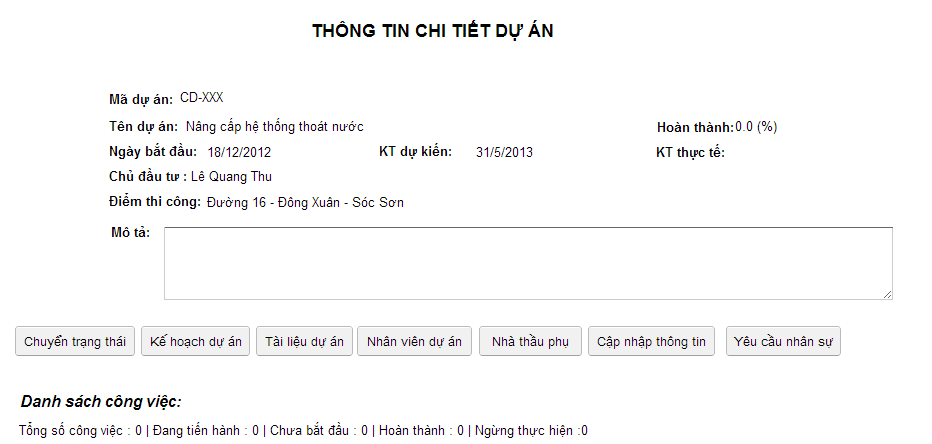 THÔNG TIN CHI TIẾT DỰ ÁN
Mã dự án: CD-XXX
Tên dự án: Nâng cấp hệ thống thoát nước Hoàn thành:0.0 (%)
Ngày bắt đầu: 18/12/2012 KT dự kiến: 31/5/2013 KT thực tế:
Chủ đầu tư : Lê Quang Thu
Điểm thi công: Đường 16 - Đông Xuân - Sóc Sơn
Mô tả:
Chuyển trạng thái Kế hoạch dự án Tài liệu dự án Nhân viên dự án Nhà thầu phụ Cập nhập thông tin Yêu cầu nhân sự
Danh sách công việc:
Tổng số công việc : 0 | Đang tiến hành : 0 | Chưa bắt đầu : 0 | Hoàn thành : 0 | Ngừng thực hiện :0